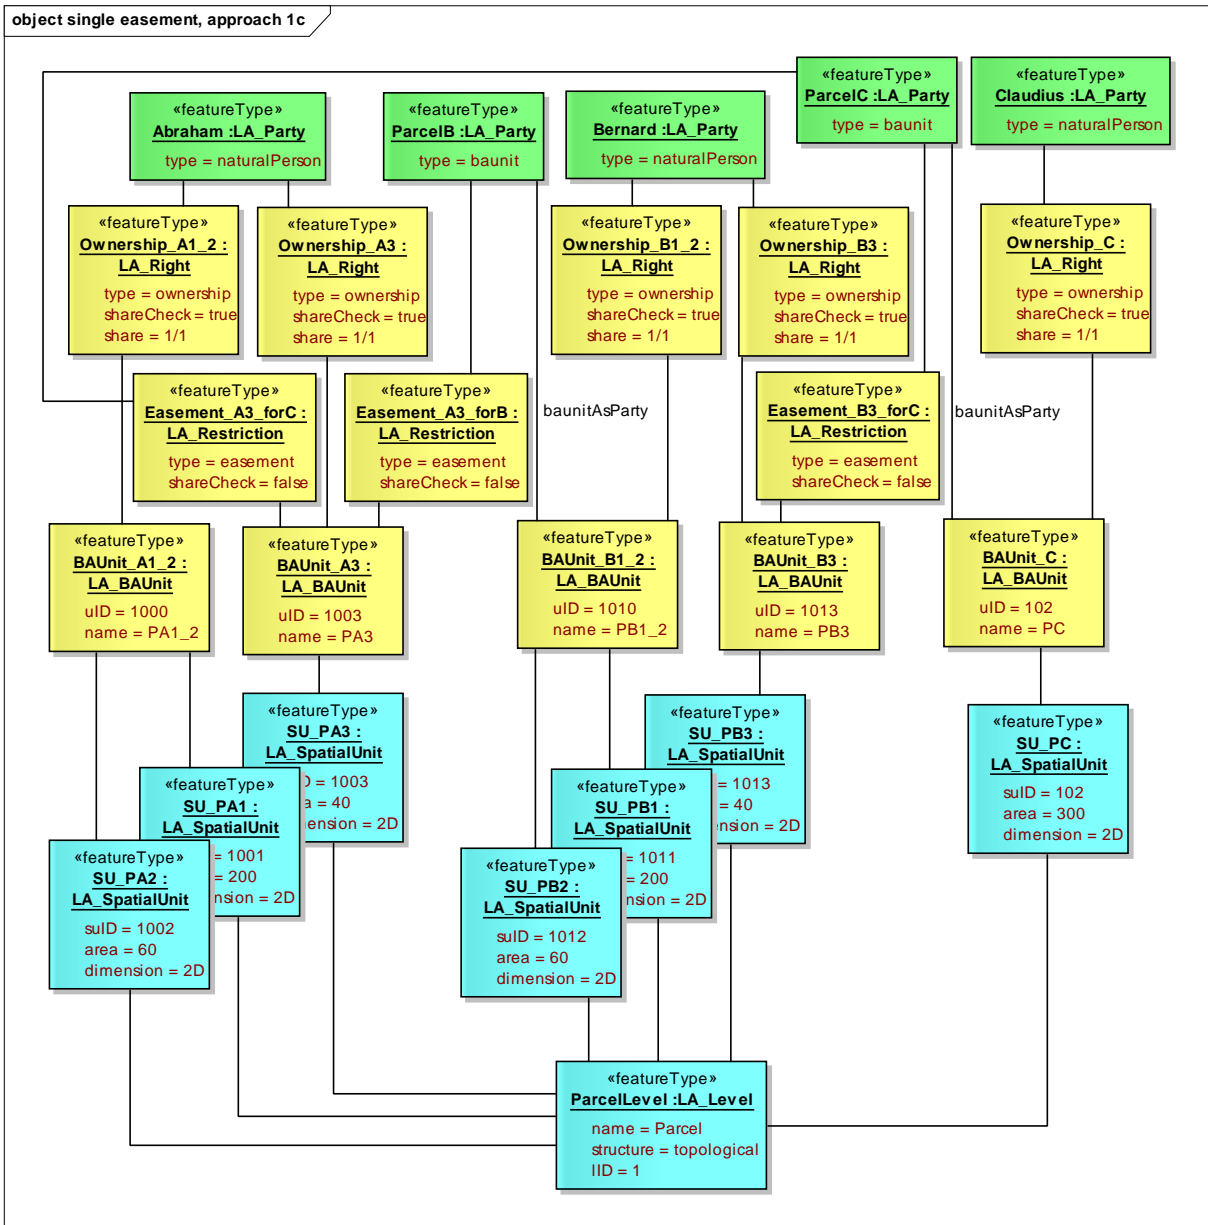 object single easement, approach 1c
«featureType»
Abraham :LA_Party
type = naturalPerson
«featureType»
ParcelB :LA_Party
type = baunit
«featureType»
Bernard :LA_Party
type = naturalPerson
«featureType»
ParcelC :LA_Party
type = baunit
«featureType»
Claudius :LA_Party
type = naturalPerson
«featureType»
Ownership_A1_2 :
LA_Right
type = ownership
shareCheck = true
share = 1/1
«featureType»
Ownership_A3 :
LA_Right
type = ownership
shareCheck = true
share = 1/1
«featureType»
Ownership_B1_2 :
LA_Right
type = ownership
shareCheck = true
share = 1/1
«featureType»
Ownership_B3 :
LA_Right
type = ownership
shareCheck = true
share = 1/1
«featureType»
Ownership_C :
LA_Right
type = ownership
shareCheck = true
share = 1/1
«featureType»
Easement_A3_forC :
LA_Restriction
type = easement
shareCheck = false
«featureType»
Easement_A3_forB :
LA_Restriction
type = easement
shareCheck = false
baunitAsParty
«featureType»
Easement_B3_forC :
LA_Restriction
type = easement
shareCheck = false
baunitAsParty
«featureType»
BAUnit_A1_2 :
LA_BAUnit
uID = 1000
name = PA1_2
«featureType»
BAUnit_A3 :
LA_BAUnit
uID = 1003
name = PA3
«featureType»
BAUnit_B1_2 :
LA_BAUnit
uID = 1010
name = PB1_2
«featureType»
BAUnit_B3 :
LA_BAUnit
uID = 1013
name = PB3
«featureType»
BAUnit_C :
LA_BAUnit
uID = 102
name = PC
«featureType»
SU_PA3 :
LA_SpatialUnit
D = 1003
a = 40
ension = 2D
«featureType»
SU_PA1 :
LA_SpatialUnit
= 1001
= 200
nsion = 2D
«featureType»
SU_PA2 :
LA_SpatialUnit
suID = 1002
area = 60
dimension = 2D
«featureType»
SU_PB3 :
LA_SpatialUnit
= 1013
= 40
ension = 2D
«featureType»
SU_PB1 :
LA_SpatialUnit
= 1011
= 200
nsion = 2D
«featureType»
SU_PB2 :
LA_SpatialUnit
suID = 1012
area = 60
dimension = 2D
«featureType»
SU_PC :
LA_SpatialUnit
suID = 102
area = 300
dimension = 2D
«featureType»
ParcelLevel :LA_Level
name = Parcel
structure = topological
lID = 1